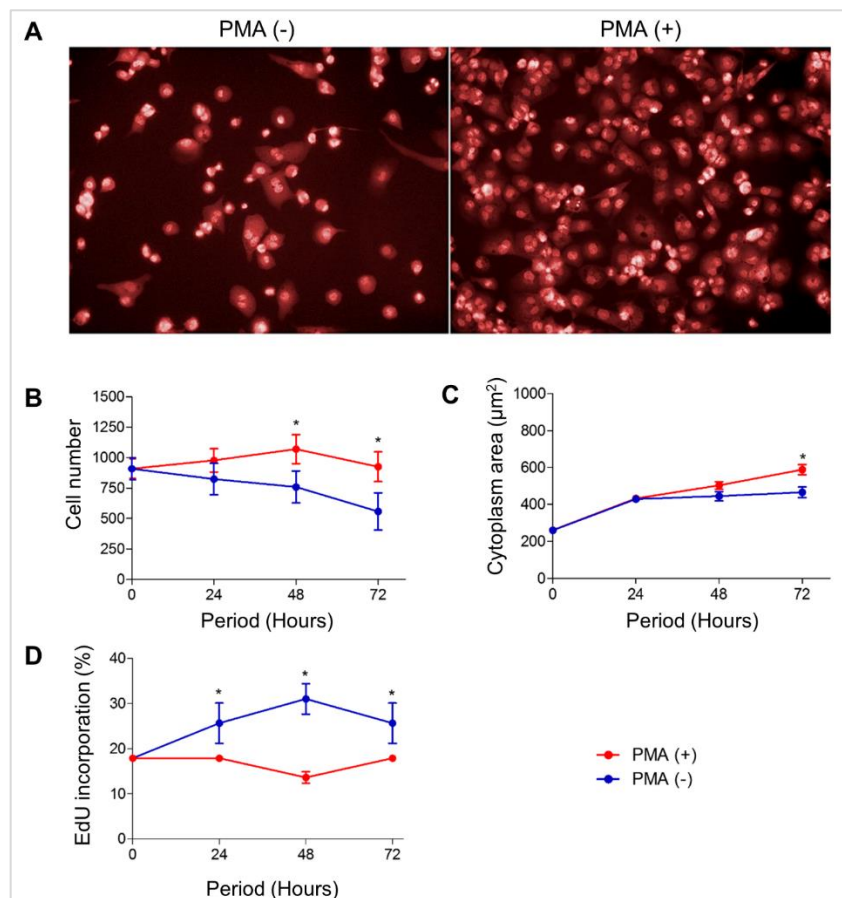 A
PMA (-)
PMA (+)
B
1500
1250
1000
750
500
250
0
Cell number
*
*
0
24
48
72
Period (Hours)
C
1000
800
600
400
200
0
Cytoplasm area (µm²)
*
0
24
48
72
Period (Hours)
D
40
30
20
10
0
EdU incorporation (%)
*
*
*
0
24
48
72
Period (Hours)
PMA (+)
PMA (-)